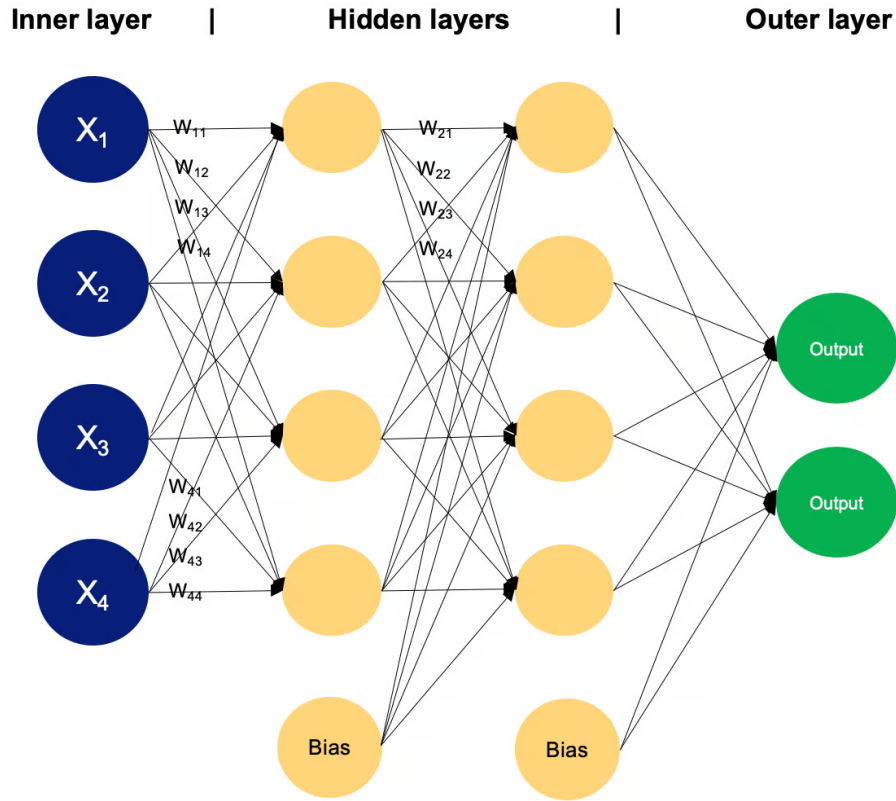 Inner layer | Hidden layers | Outer layer
X₁
W₁₁
W₂₁
W₁₂
W₂₂
W₁₃
W₂₃
W₁₄
W₂₄
X₂
Output
X₃
W₄₁
Output
W₄₂
W₄₃
X₄
W₄₄
Bias
Bias